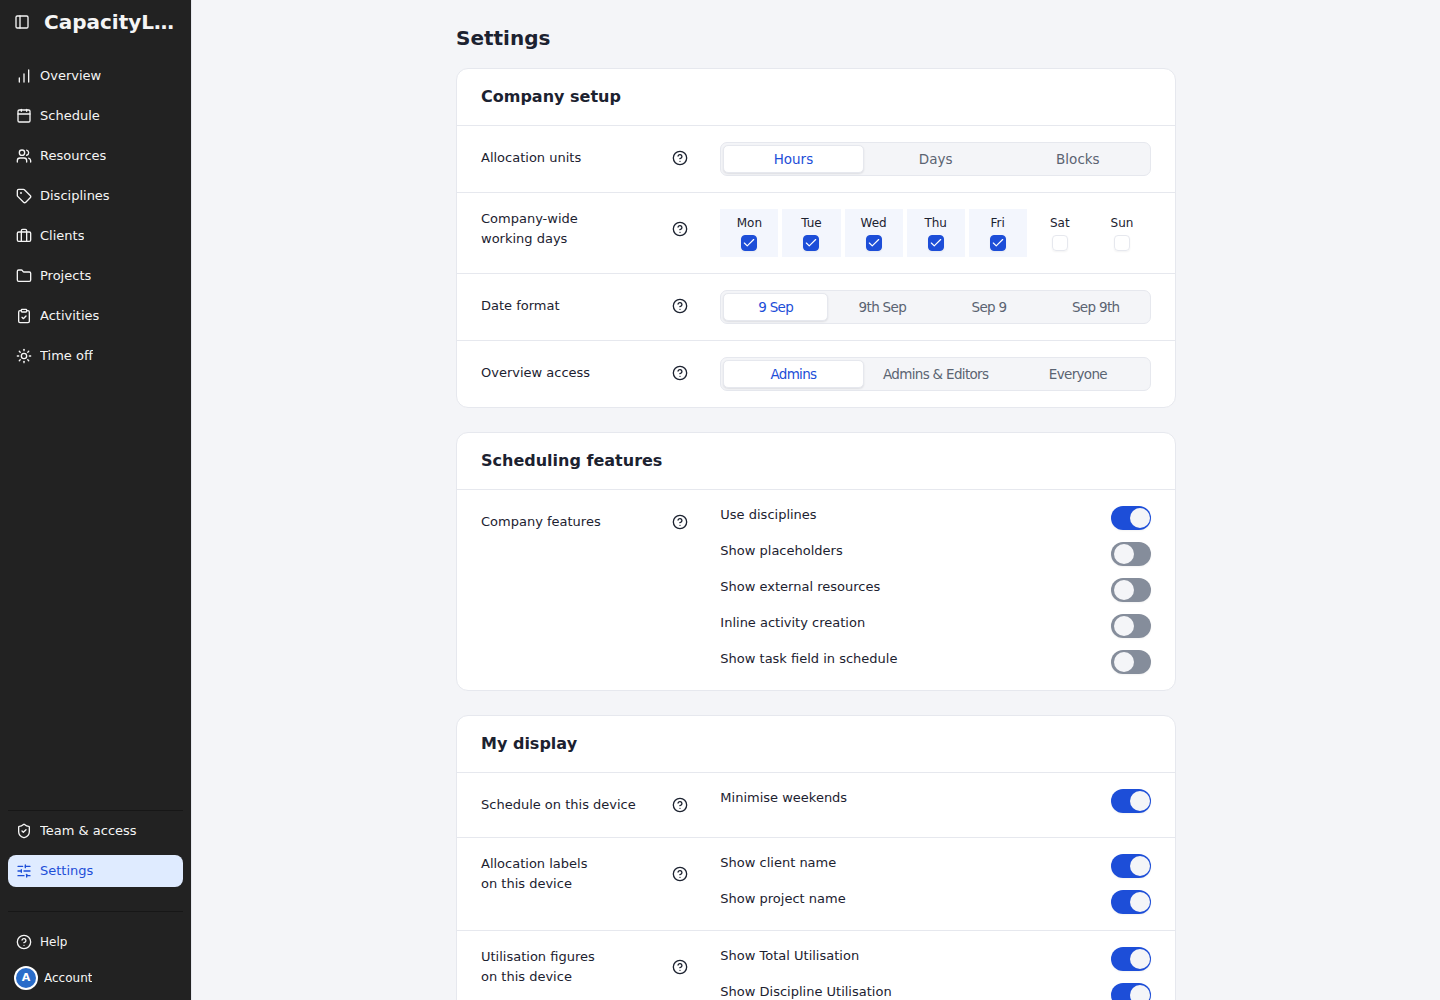 CapacityL...
Overview
Schedule
Resources
Disciplines
Clients
Projects
Activities
Time off
Team & access
Settings
Help
A Account
Settings
Company setup
Allocation units
Hours Days Blocks
Company-wide
working days
Mon Tue Wed Thu Fri Sat Sun
Date format
9 Sep 9th Sep Sep 9 Sep 9th
Overview access
Admins Admins & Editors Everyone
Scheduling features
Company features
Use disciplines
Show placeholders
Show external resources
Inline activity creation
Show task field in schedule
My display
Schedule on this device
Minimise weekends
Allocation labels
on this device
Show client name
Show project name
Utilisation figures
on this device
Show Total Utilisation
Show Discipline Utilisation